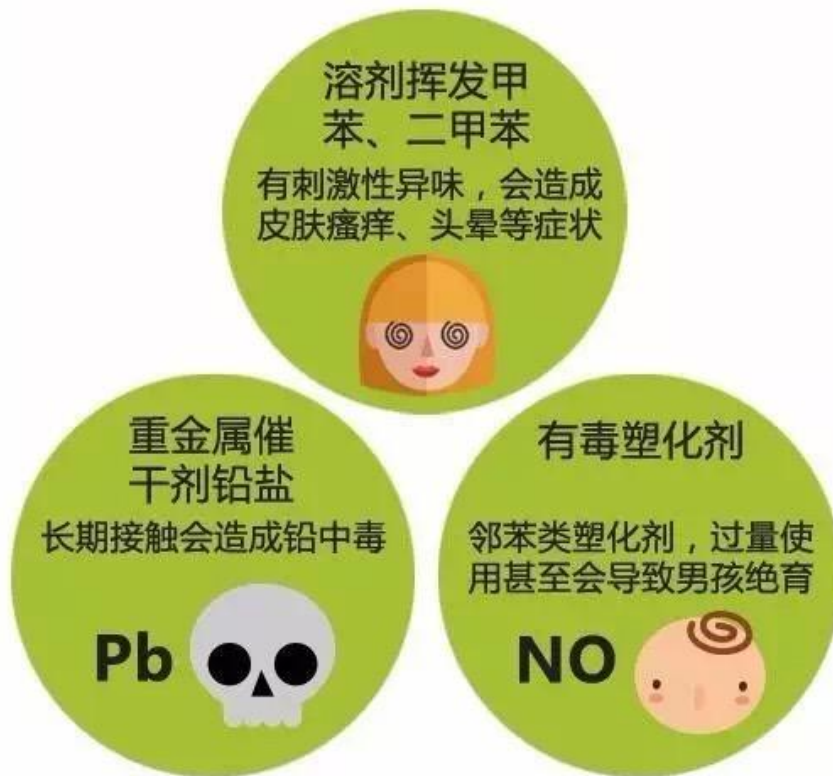 溶剂挥发甲
苯、二甲苯
有刺激性异味，会造成
皮肤瘙痒、头晕等症状
重金属催
干剂铅盐
长期接触会造成铅中毒
Pb
有毒塑化剂
邻苯类塑化剂，过量使
用甚至会导致男孩绝育
NO